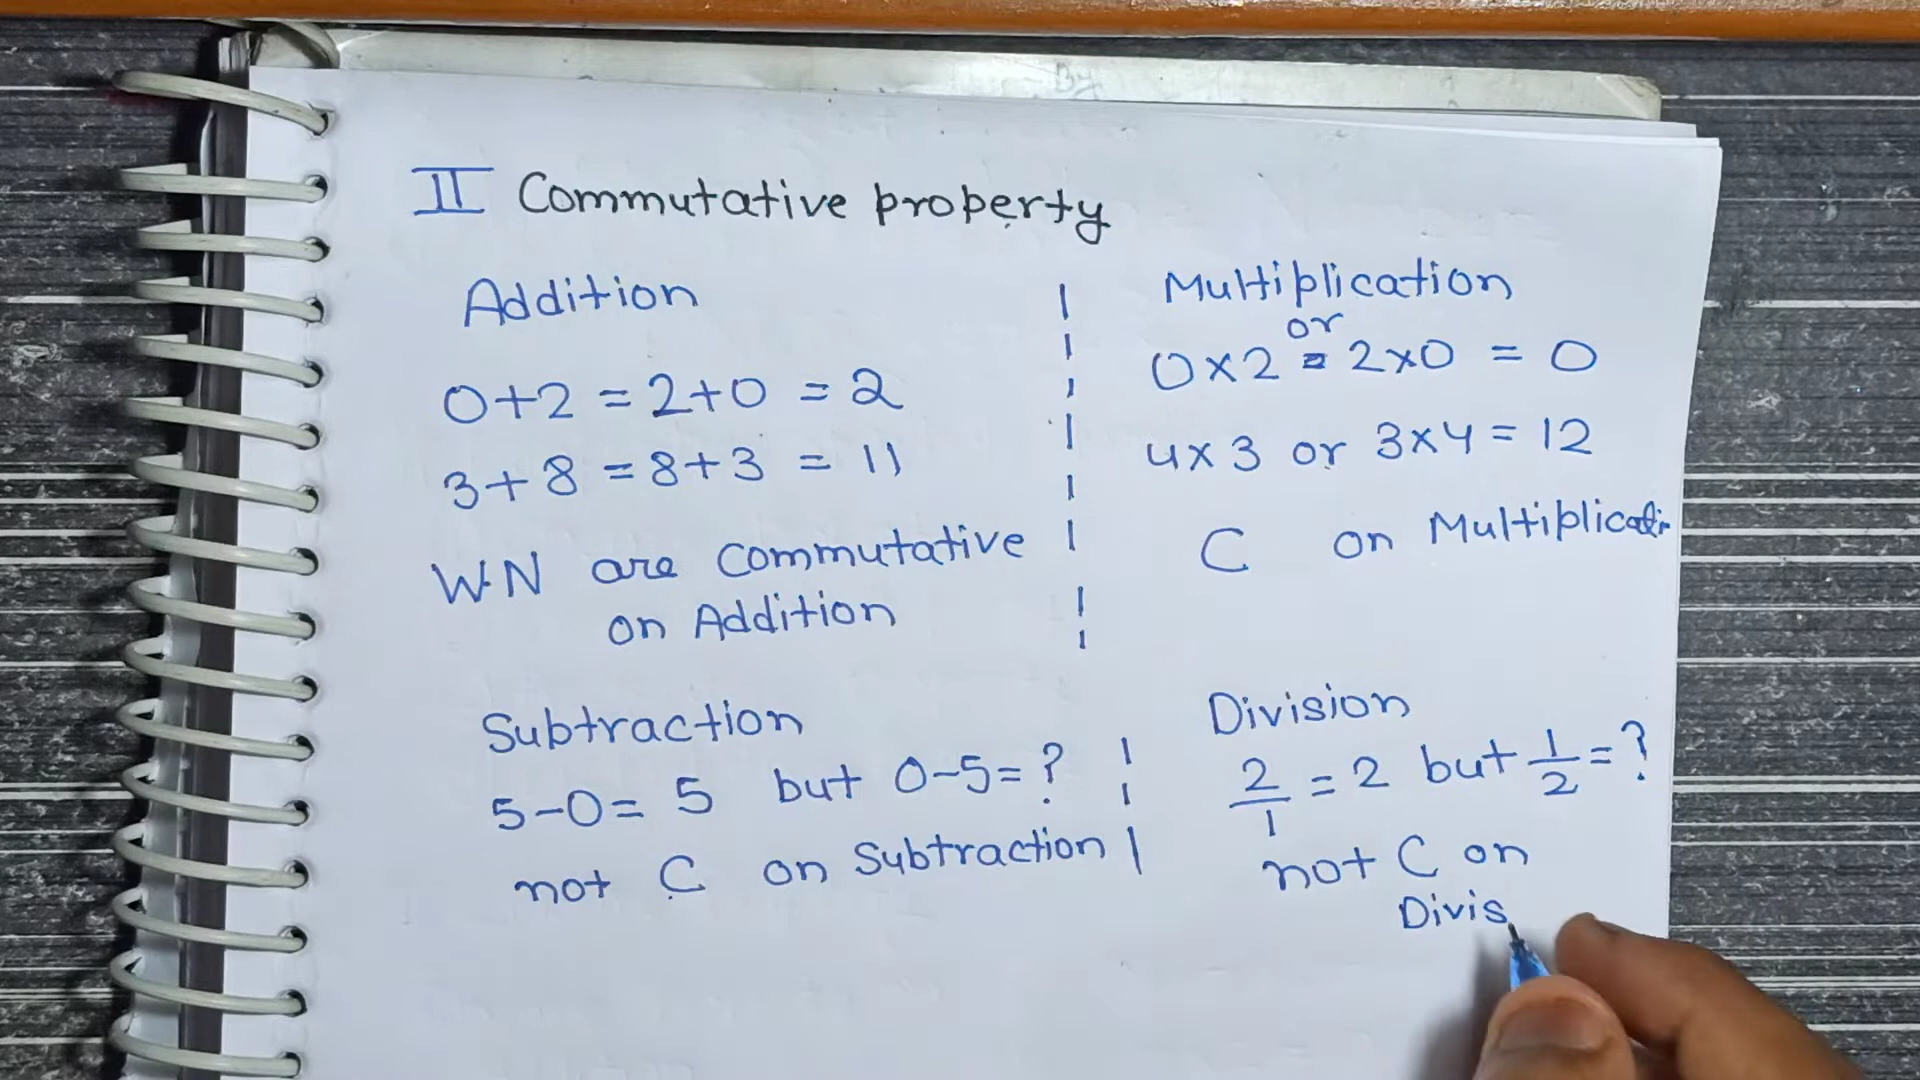 By
II Commutative property
Addition
0+2 = 2+0 = 2
3+8 = 8+3 = 11
W.N are commutative
on Addition
Multiplication
or
0×2 = 2×0 = 0
4×3 or 3×4 = 12
C on Multiplicatin
Subtraction
5-0= 5 but 0-5=?
not C on Subtraction
Division
2/1 = 2 but 1/2 = ?
not C on
Divis